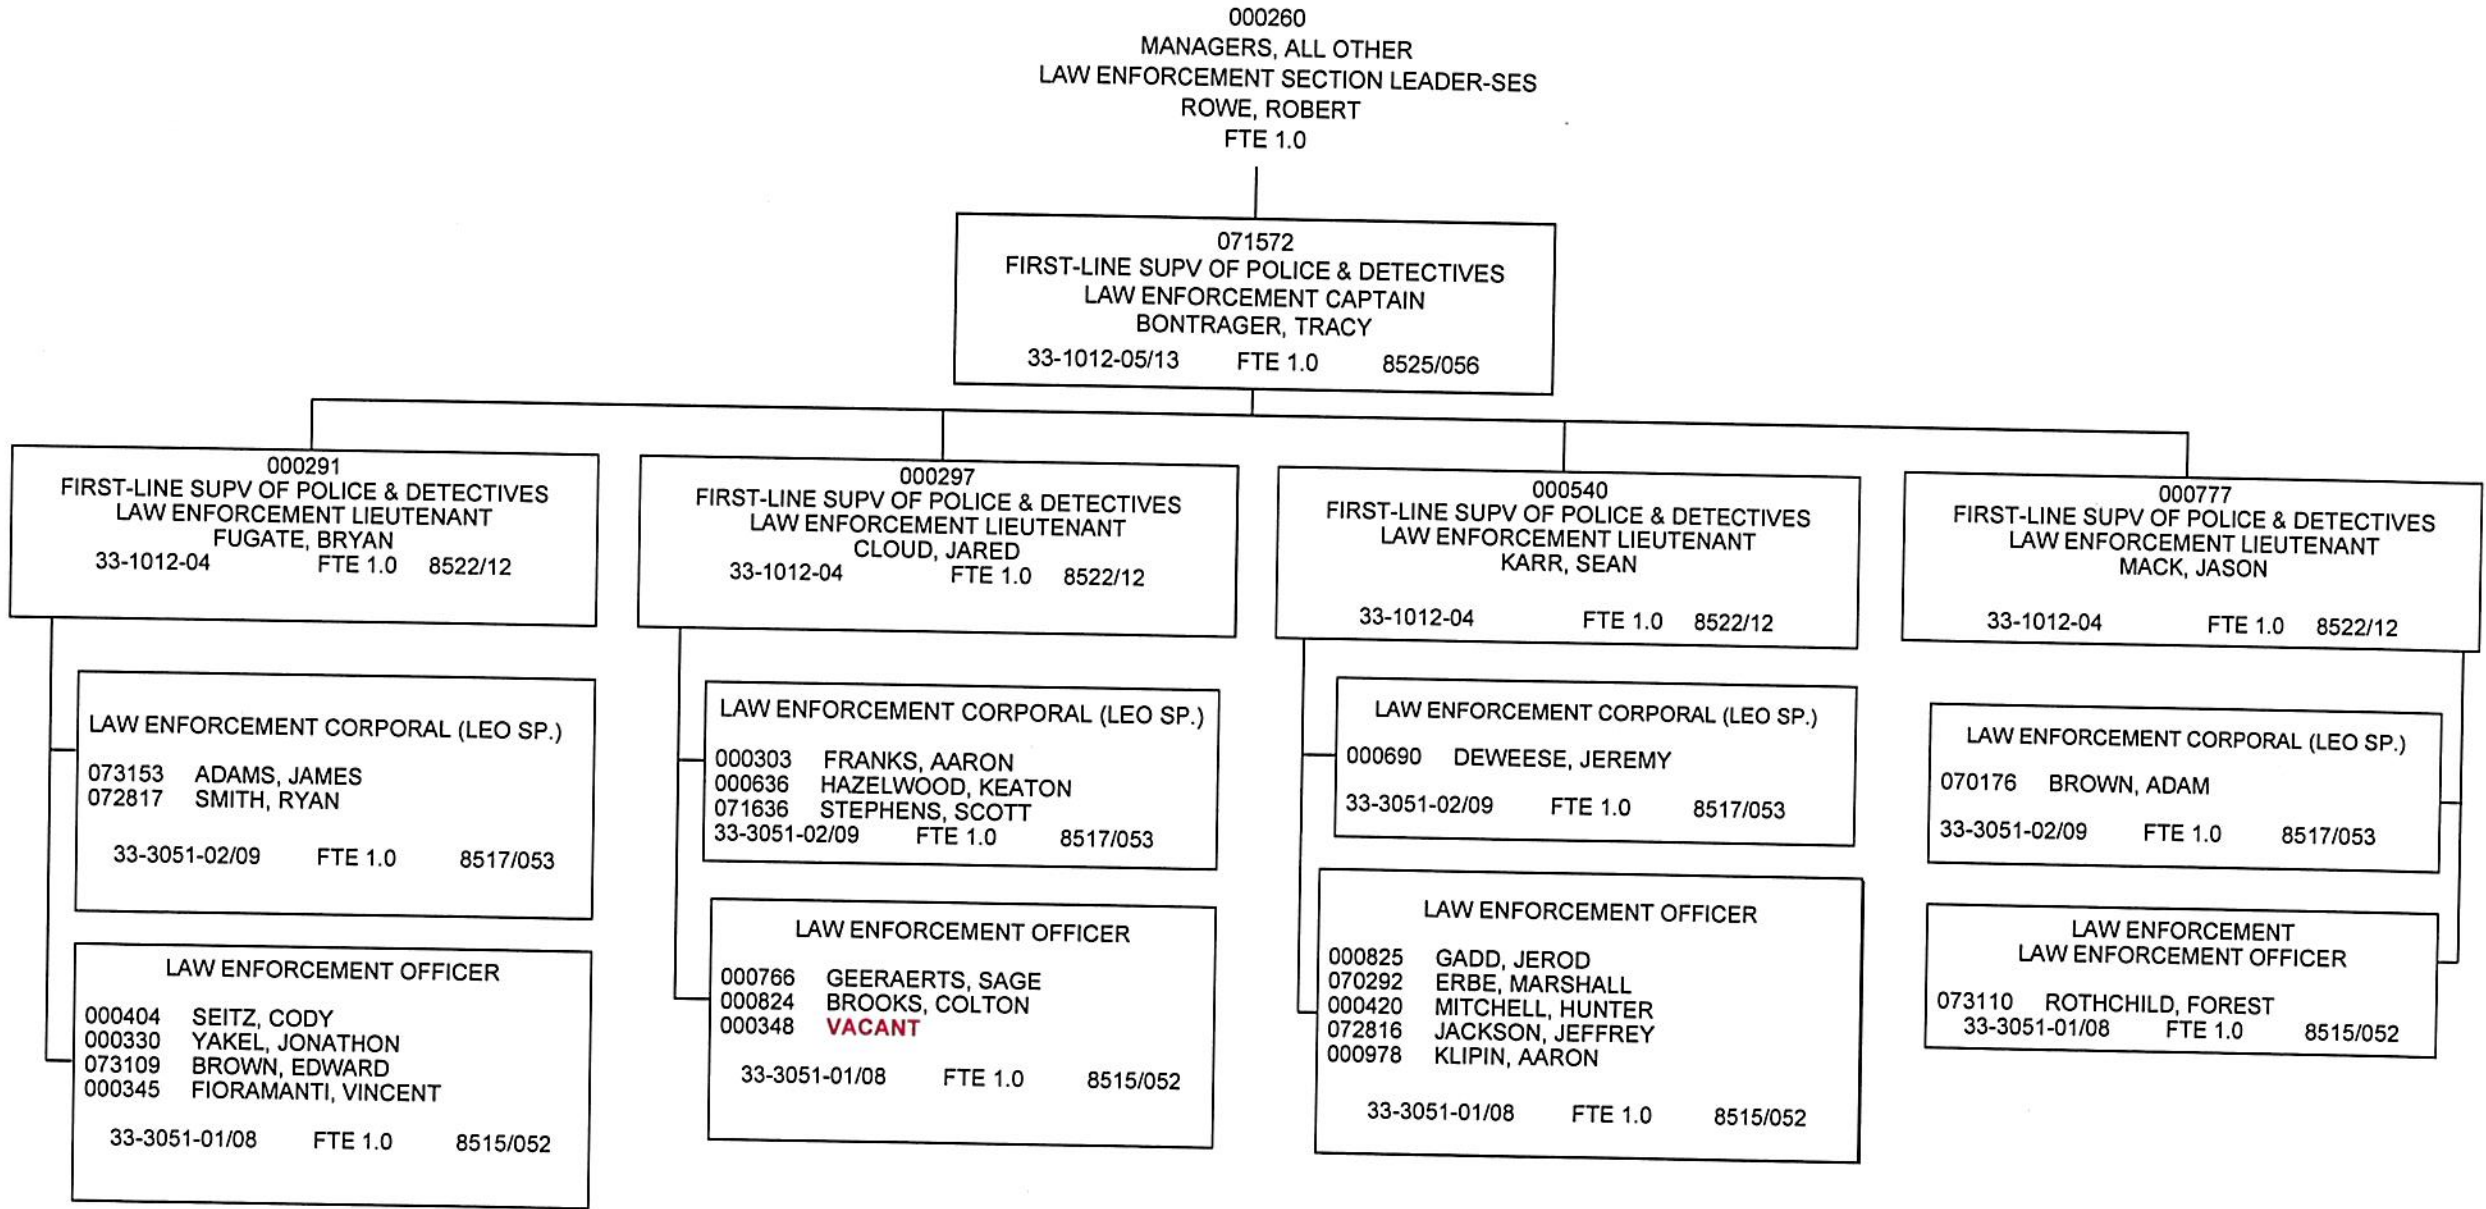 000260
MANAGERS, ALL OTHER
LAW ENFORCEMENT SECTION LEADER-SES
ROWE, ROBERT
FTE 1.0
071572
FIRST-LINE SUPV OF POLICE & DETECTIVES
LAW ENFORCEMENT CAPTAIN
BONTRAGER, TRACY
33-1012-05/13 FTE 1.0 8525/056
000291
FIRST-LINE SUPV OF POLICE & DETECTIVES
LAW ENFORCEMENT LIEUTENANT
FUGATE, BRYAN
33-1012-04 FTE 1.0 8522/12
LAW ENFORCEMENT CORPORAL (LEO SP.)
073153 ADAMS, JAMES
072817 SMITH, RYAN
33-3051-02/09 FTE 1.0 8517/053
LAW ENFORCEMENT OFFICER
000404 SEITZ, CODY
000330 YAKEL, JONATHON
073109 BROWN, EDWARD
000345 FIORAMANTI, VINCENT
33-3051-01/08 FTE 1.0 8515/052
000297
FIRST-LINE SUPV OF POLICE & DETECTIVES
LAW ENFORCEMENT LIEUTENANT
CLOUD, JARED
33-1012-04 FTE 1.0 8522/12
LAW ENFORCEMENT CORPORAL (LEO SP.)
000303 FRANKS, AARON
000636 HAZELWOOD, KEATON
071636 STEPHENS, SCOTT
33-3051-02/09 FTE 1.0 8517/053
LAW ENFORCEMENT OFFICER
000766 GEERAERTS, SAGE
000824 BROOKS, COLTON
000348 VACANT
33-3051-01/08 FTE 1.0 8515/052
000540
FIRST-LINE SUPV OF POLICE & DETECTIVES
LAW ENFORCEMENT LIEUTENANT
KARR, SEAN
33-1012-04 FTE 1.0 8522/12
LAW ENFORCEMENT CORPORAL (LEO SP.)
000690 DEWEESE, JEREMY
33-3051-02/09 FTE 1.0 8517/053
LAW ENFORCEMENT OFFICER
000825 GADD, JEROD
070292 ERBE, MARSHALL
000420 MITCHELL, HUNTER
072816 JACKSON, JEFFREY
000978 KLIPIN, AARON
33-3051-01/08 FTE 1.0 8515/052
000777
FIRST-LINE SUPV OF POLICE & DETECTIVES
LAW ENFORCEMENT LIEUTENANT
MACK, JASON
33-1012-04 FTE 1.0 8522/12
LAW ENFORCEMENT CORPORAL (LEO SP.)
070176 BROWN, ADAM
33-3051-02/09 FTE 1.0 8517/053
LAW ENFORCEMENT
LAW ENFORCEMENT OFFICER
073110 ROTHCHILD, FOREST
33-3051-01/08 FTE 1.0 8515/052